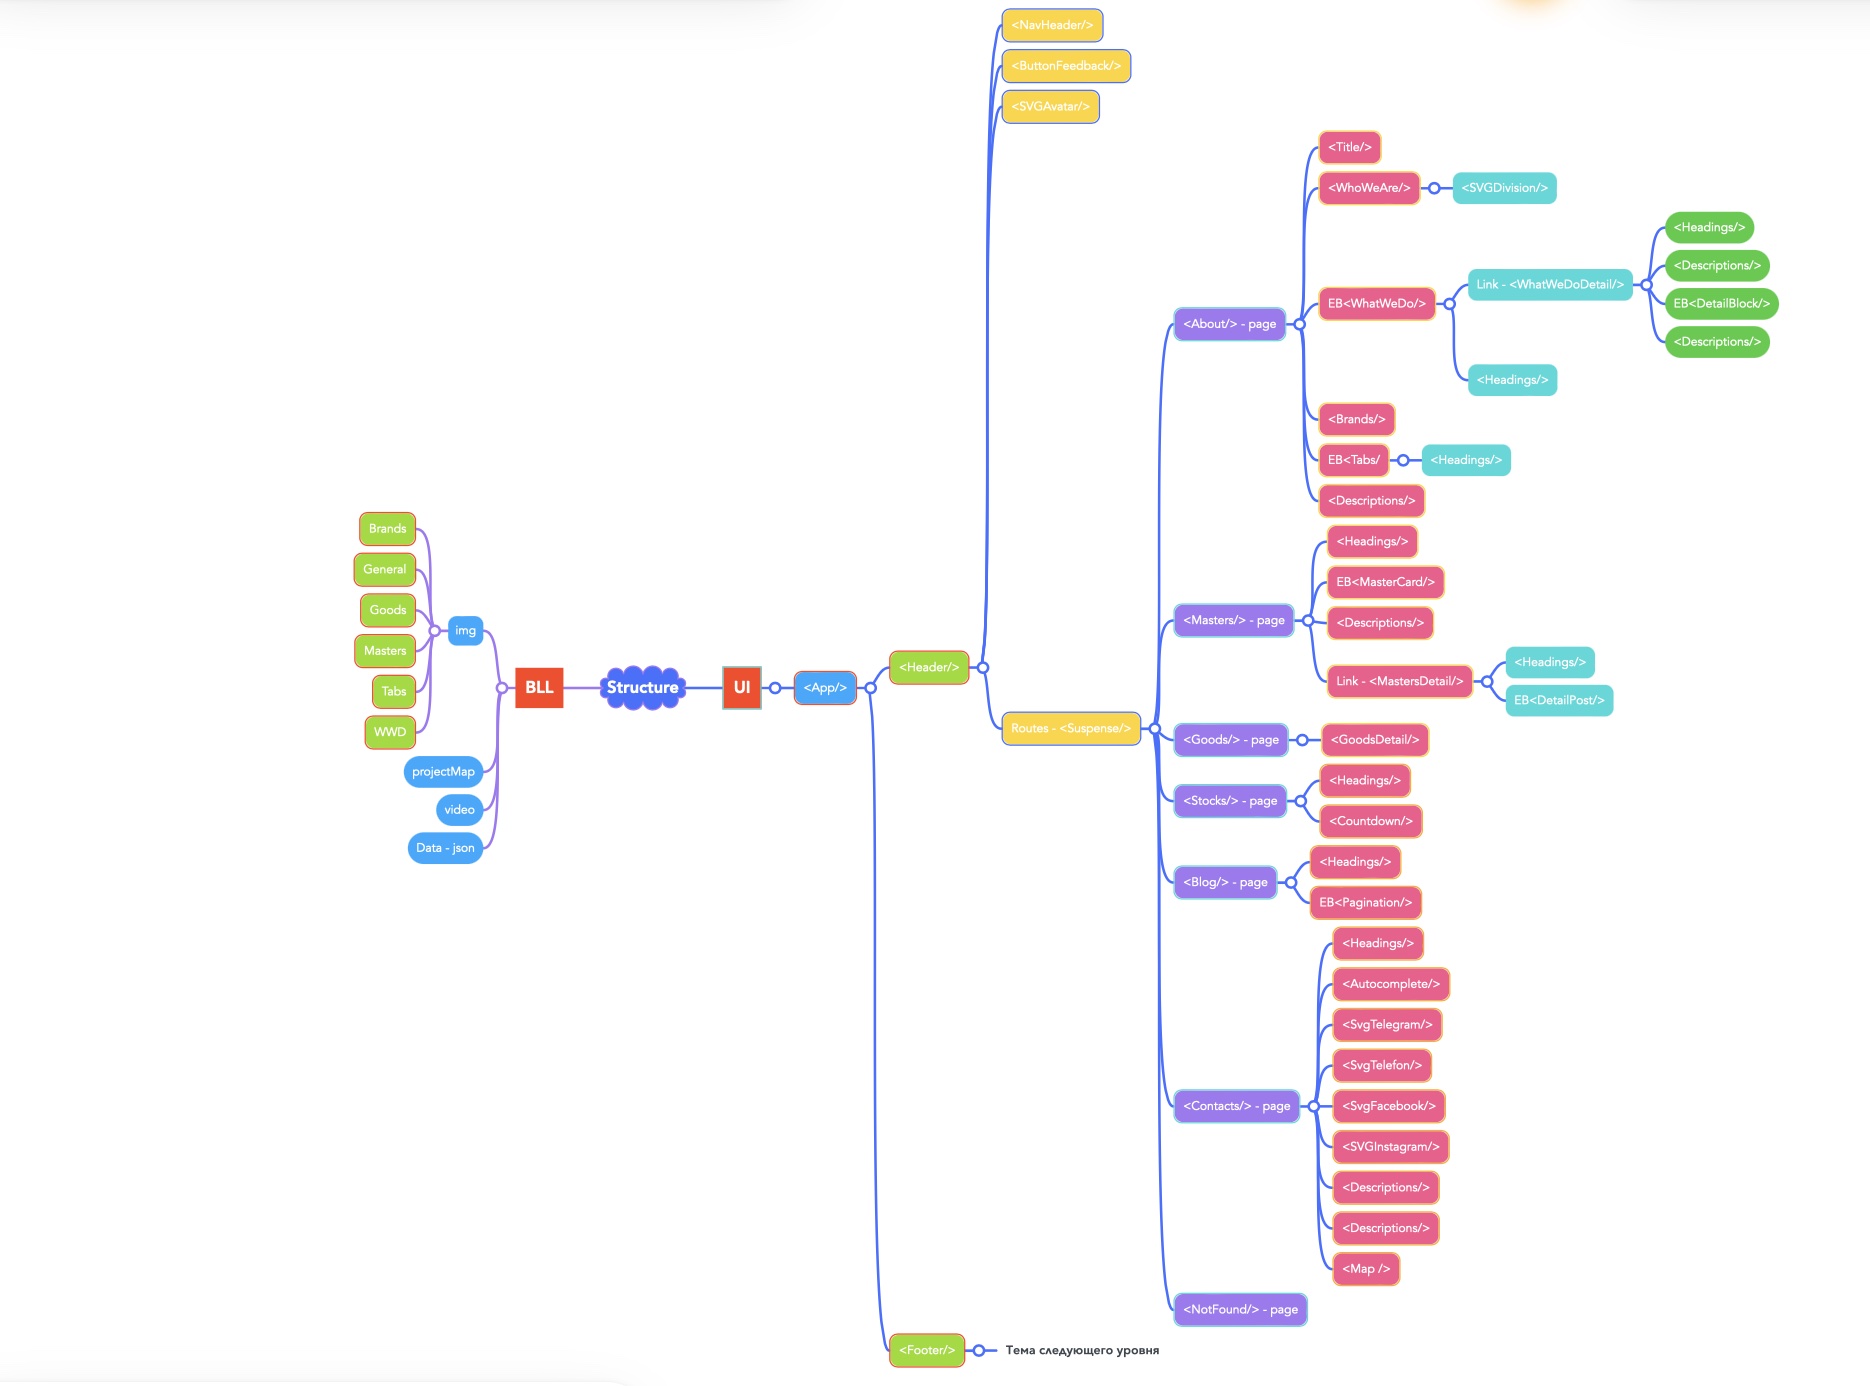 <NavHeader/>
<ButtonFeedback/>
<SVGAvatar/>
<Title/>
<WhoWeAre/>
<SVGDivision/>
<Headings/>
<Descriptions/>
Link - <WhatWeDoDetail/>
EB<WhatWeDo/>
EB<DetailBlock/>
<About/> - page
<Descriptions/>
<Headings/>
<Brands/>
EB<Tabs/
<Headings/>
<Descriptions/>
Brands
<Headings/>
General
EB<MasterCard/>
Goods
<Masters/> - page
<Descriptions/>
img
Masters
<Header/>
<Headings/>
Link - <MastersDetail/>
BLL
Structure
UI
<App/>
Tabs
EB<DetailPost/>
WWD
Routes - <Suspense/>
<Goods/> - page
<GoodsDetail/>
projectMap
<Headings/>
video
<Stocks/> - page
<Countdown/>
Data - json
<Headings/>
<Blog/> - page
EB<Pagination/>
<Headings/>
<Autocomplete/>
<SvgTelegram/>
<SvgTelefon/>
<Contacts/> - page
<SvgFacebook/>
<SVGInstagram/>
<Descriptions/>
<Descriptions/>
<Map />
<NotFound/> - page
<Footer/>
Тема следующего уровня